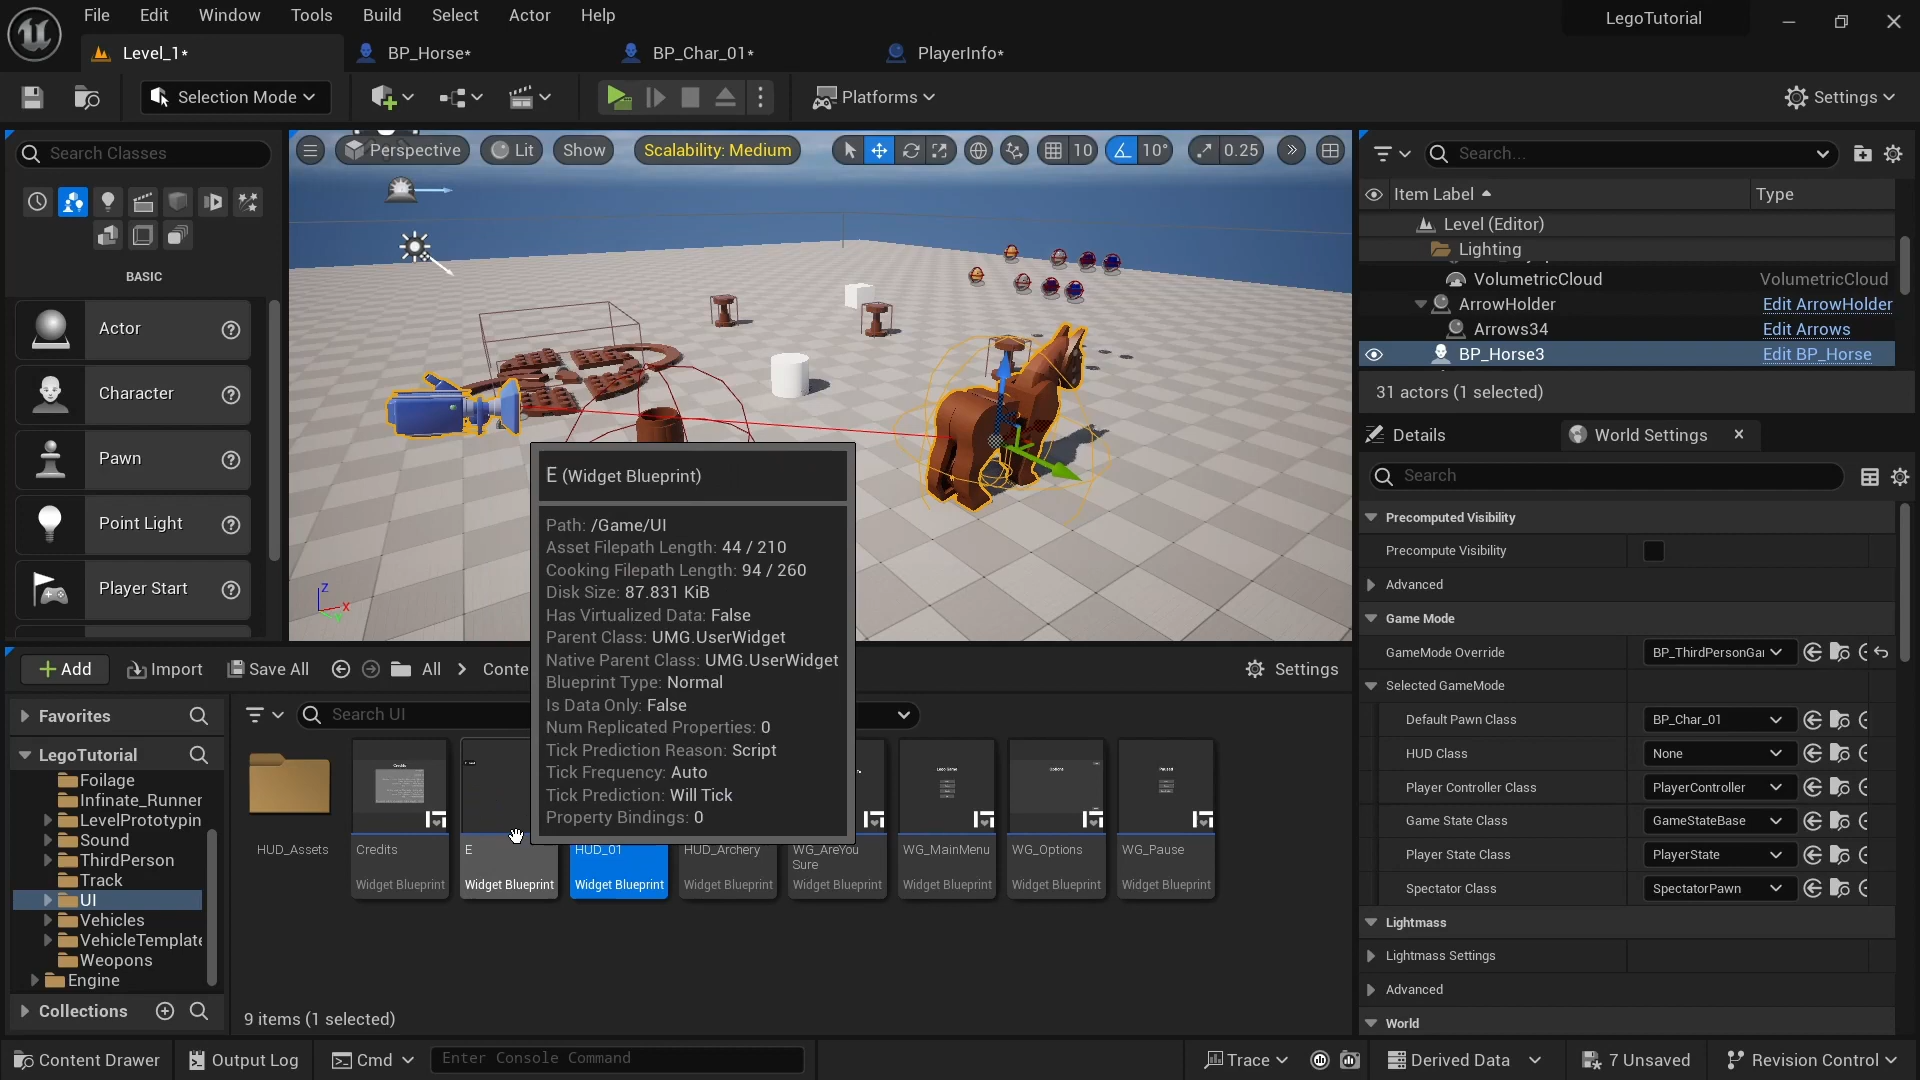 File Edit Window Tools Build Select Actor Help
LegoTutorial
Level_1*
BP_Horse*
BP_Char_01*
PlayerInfo*
Selection Mode
Platforms
Settings
Search Classes
BASIC
Actor
Character
Pawn
Point Light
Player Start
Perspective
Lit
Show
Scalability: Medium
10
10°
0.25
Z
X
Search...
Item Label
Type
Level (Editor)
Lighting
VolumetricCloud VolumetricCloud
ArrowHolder Edit ArrowHolder
Arrows34 Edit Arrows
BP_Horse3 Edit BP_Horse
31 actors (1 selected)
Details
World Settings
Search
Precomputed Visibility
Precompute Visibility
Advanced
Game Mode
GameMode Override BP_ThirdPersonGa
Selected GameMode
Default Pawn Class BP_Char_01
HUD Class None
Player Controller Class PlayerController
Game State Class GameStateBase
Player State Class PlayerState
Spectator Class SpectatorPawn
Lightmass
Lightmass Settings
Advanced
World
E (Widget Blueprint)
Path: /Game/UI
Asset Filepath Length: 44 / 210
Cooking Filepath Length: 94 / 260
Disk Size: 87.831 KiB
Has Virtualized Data: False
Parent Class: UMG.UserWidget
Native Parent Class: UMG.UserWidget
Blueprint Type: Normal
Is Data Only: False
Num Replicated Properties: 0
Tick Prediction Reason: Script
Tick Frequency: Auto
Tick Prediction: Will Tick
Property Bindings: 0
Add
Import
Save All
All
Conte
Settings
Favorites
LegoTutorial
Foilage
Infinate_Runner
LevelPrototypin
Sound
ThirdPerson
Track
UI
Vehicles
VehicleTemplate
Weopons
Engine
Collections
Search UI
HUD_Assets
Credits
Widget Blueprint
E
Widget Blueprint
HUD_01
Widget Blueprint
HUD_Archery
Widget Blueprint
WG_AreYou
Sure
Widget Blueprint
Lego Game
WG_MainMenu
Widget Blueprint
Options
WG_Options
Widget Blueprint
Paused
WG_Pause
Widget Blueprint
9 items (1 selected)
Content Drawer
Output Log
Cmd
Enter Console Command
Trace
Derived Data
7 Unsaved
Revision Control